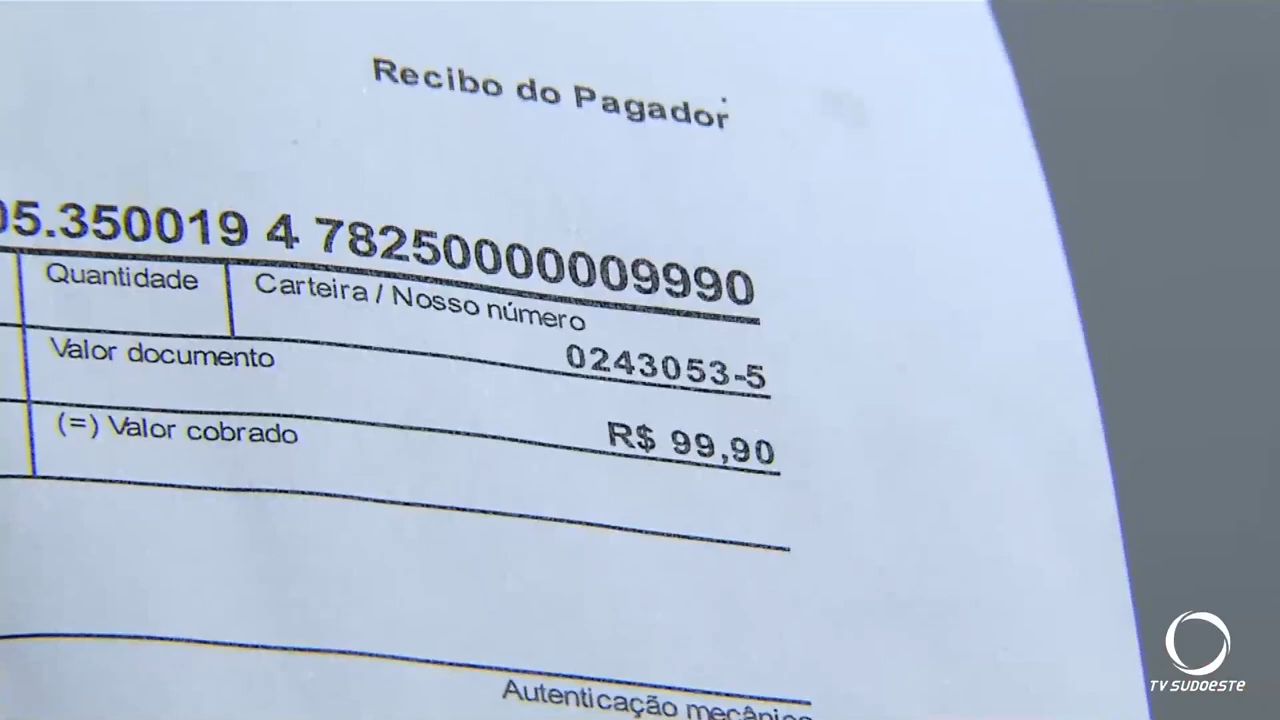 Recibo do Pagador
05.350019 4 78250000009990
Quantidade
Carteira / Nosso número
0243053-5
Valor documento
R$ 99,90
(=) Valor cobrado
Autenticação mecânic
TV SUDOESTE